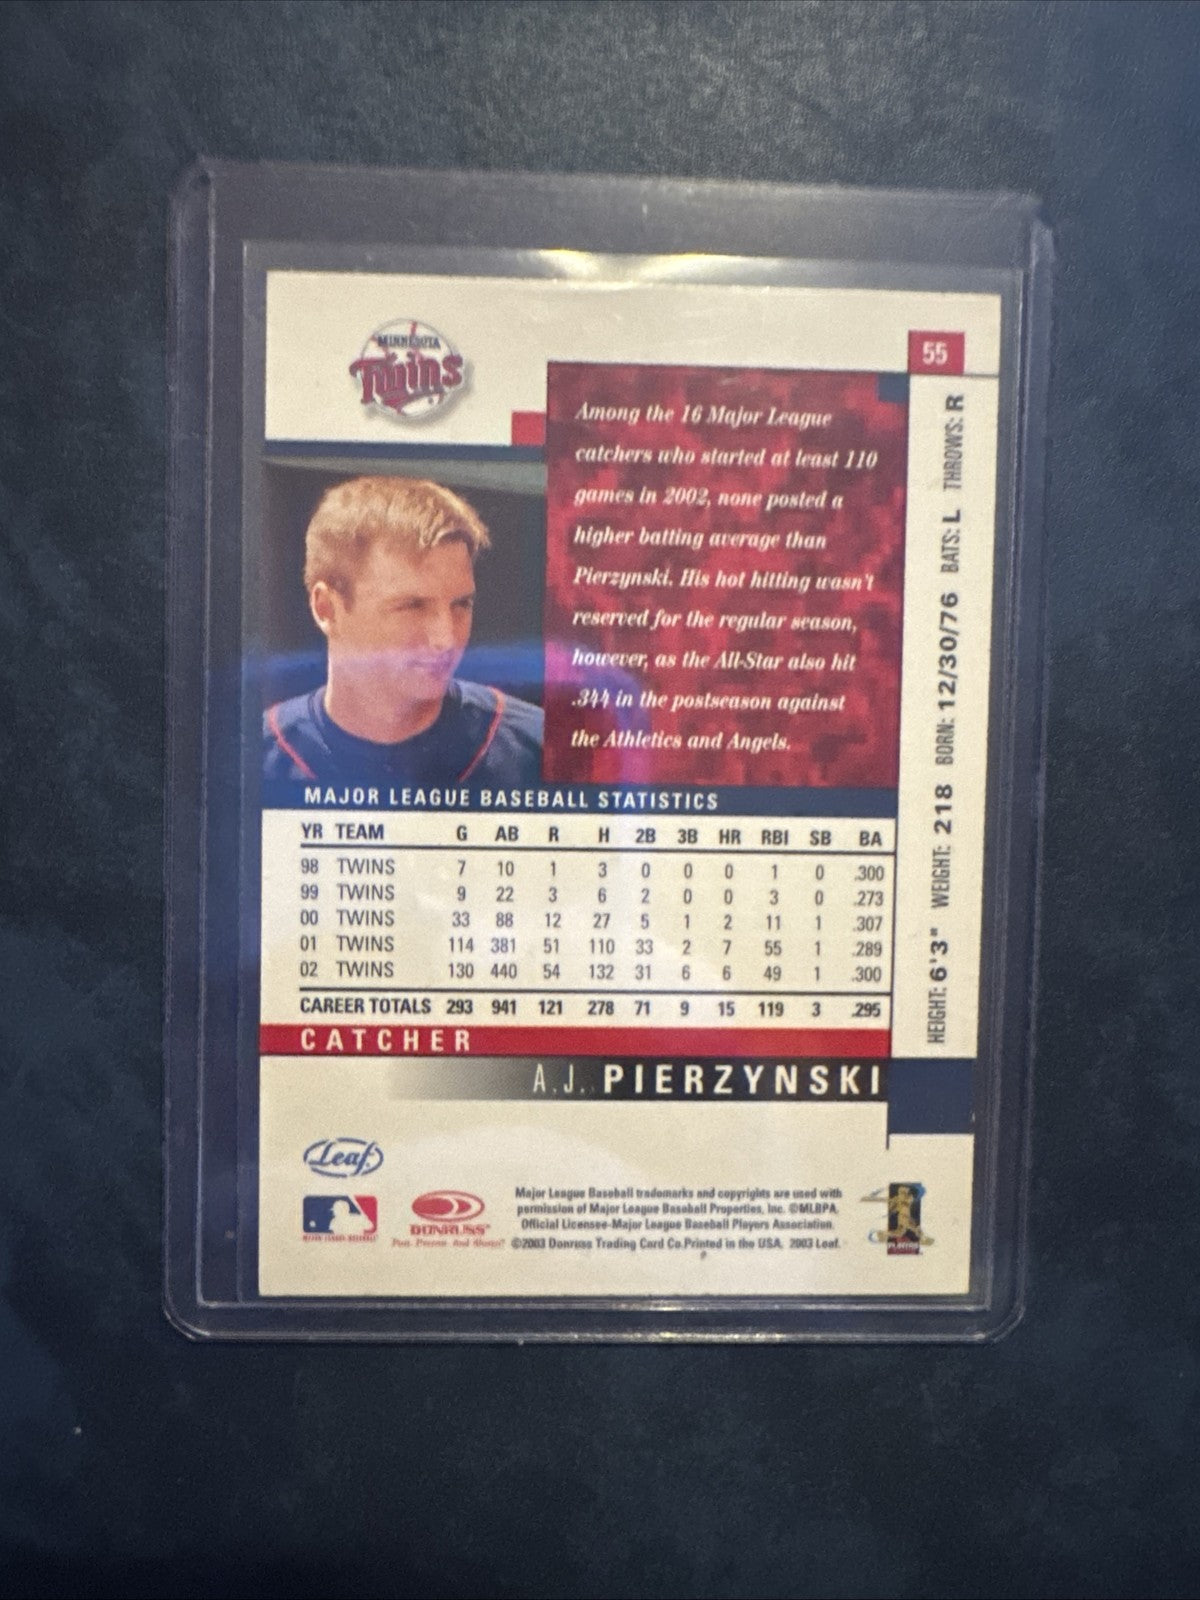 MINNESOTA
Twins
55
Among the 16 Major League
catchers who started at least 110
games in 2002, none posted a
higher batting average than
Pierzynski. His hot hitting wasn't
reserved for the regular season,
however, as the All-Star also hit
.344 in the postseason against
the Athletics and Angels.
HEIGHT: 6'3" WEIGHT: 218 BORN: 12/30/76 BATS: L THROWS: R
MAJOR LEAGUE BASEBALL STATISTICS
YR TEAM G AB R H 2B 3B HR RBI SB BA
98 TWINS 7 10 1 3 0 0 0 1 0 .300
99 TWINS 9 22 3 6 2 0 0 3 0 .273
00 TWINS 33 88 12 27 5 1 2 11 1 .307
01 TWINS 114 381 51 110 33 2 7 55 1 .289
02 TWINS 130 440 54 132 31 6 6 49 1 .300
CAREER TOTALS 293 941 121 278 71 9 15 119 3 .295
CATCHER
A.J. PIERZYNSKI
Leaf
MAJOR LEAGUE BASEBALL
DONRUSS
Major League Baseball trademarks and copyrights are used with
permission of Major League Baseball Properties, Inc. ©MLBPA
Official Licensee-Major League Baseball Players Association.
©2003 Donruss Trading Card Co.Printed in the USA. 2003 Leaf.